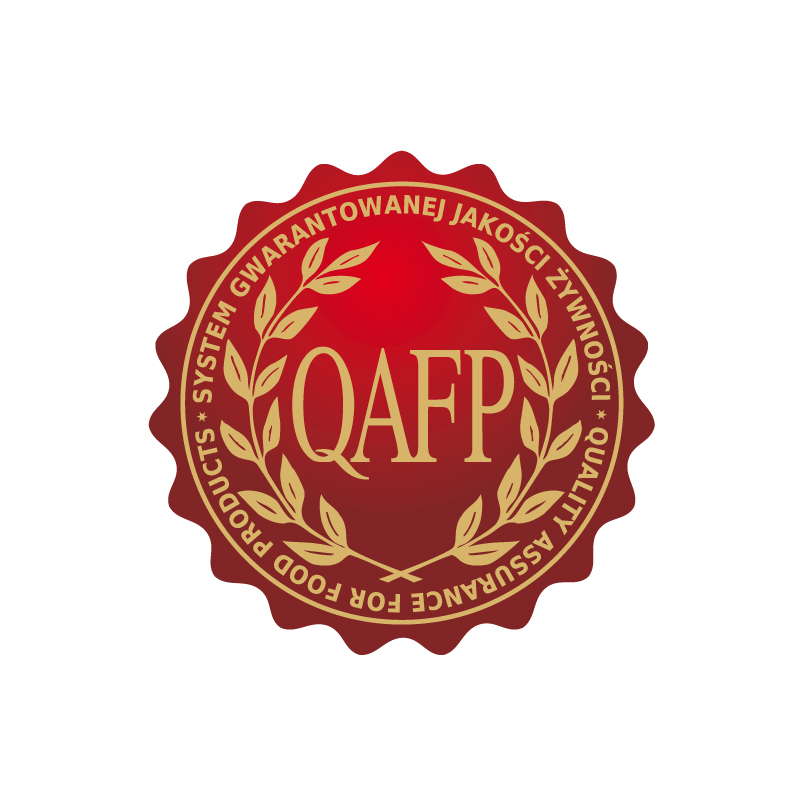 SYSTEM GWARANTOWANEJ JAKOŚCI ŻYWNOŚCI
QAFP
* QUALITY ASSURANCE FOR FOOD PRODUCTS *